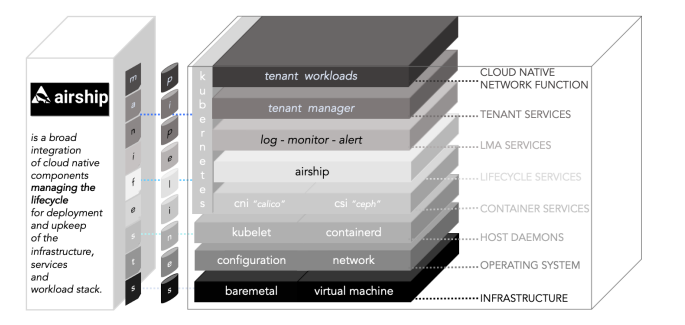 airship
is a broad
integration
of cloud native
components
managing the
lifecycle
for deployment
and upkeep
of the
infrastructure,
services
and
workload stack.
manifests
pipelines
kubernetes
tenant workloads
tenant manager
log - monitor - alert
airship
cni "calico" csi "ceph"
kubelet containerd
configuration network
baremetal virtual machine
CLOUD NATIVE
NETWORK FUNCTION
TENANT SERVICES
LMA SERVICES
LIFECYCLE SERVICES
CONTAINER SERVICES
HOST DAEMONS
OPERATING SYSTEM
INFRASTRUCTURE